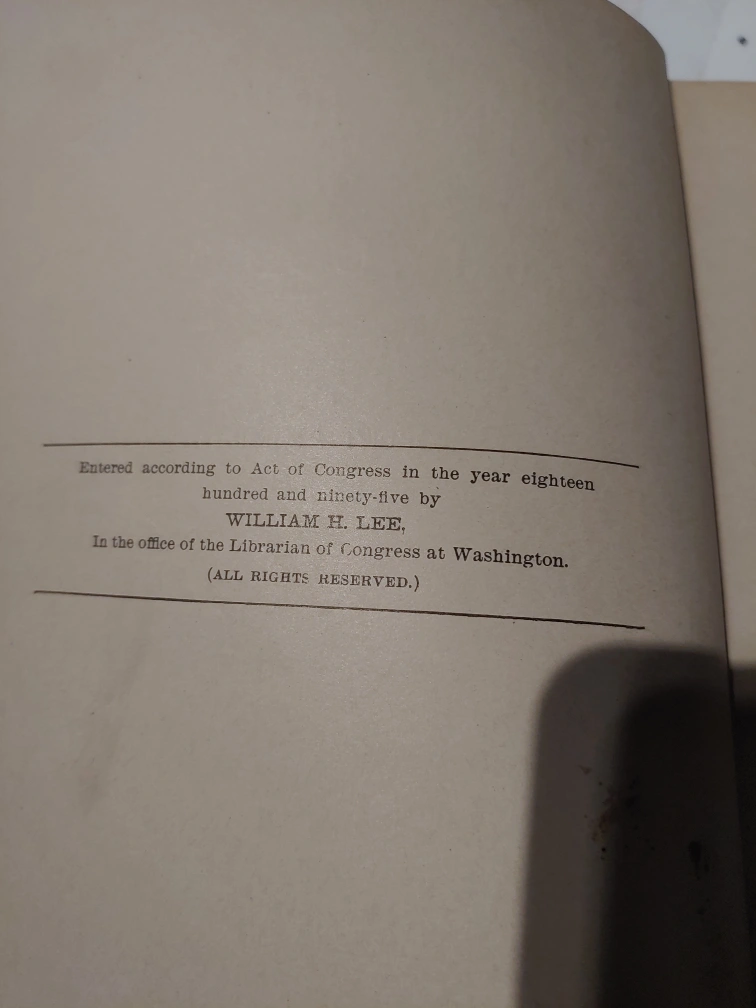 Entered according to Act of Congress in the year eighteen
hundred and ninety-five by
WILLIAM H. LEE,
In the office of the Librarian of Congress at Washington.
(ALL RIGHTS RESERVED.)